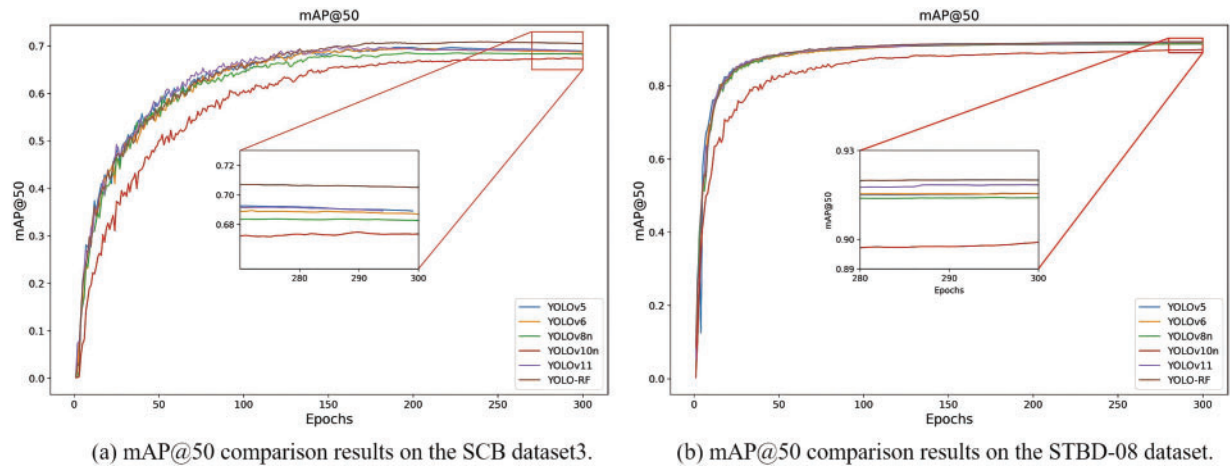 mAP@50
0.7
0.6
0.5
0.4
0.3
0.2
0.1
0.0
mAP@50
0.72
0.70
0.68
280
290
300
YOLOv5
YOLOv6
YOLOv8n
YOLOv10n
YOLOv11
YOLO-RF
0
50
100
150
200
250
300
Epochs
(a) mAP@50 comparison results on the SCB dataset3.
mAP@50
0.8
0.6
0.4
0.2
0.0
mAP@50
0.93
0.90
0.89
mAP@50
280
290
300
Epochs
YOLOv5
YOLOv6
YOLOv8n
YOLOv10n
YOLOv11
YOLO-RF
0
50
100
150
200
250
300
Epochs
(b) mAP@50 comparison results on the STBD-08 dataset.